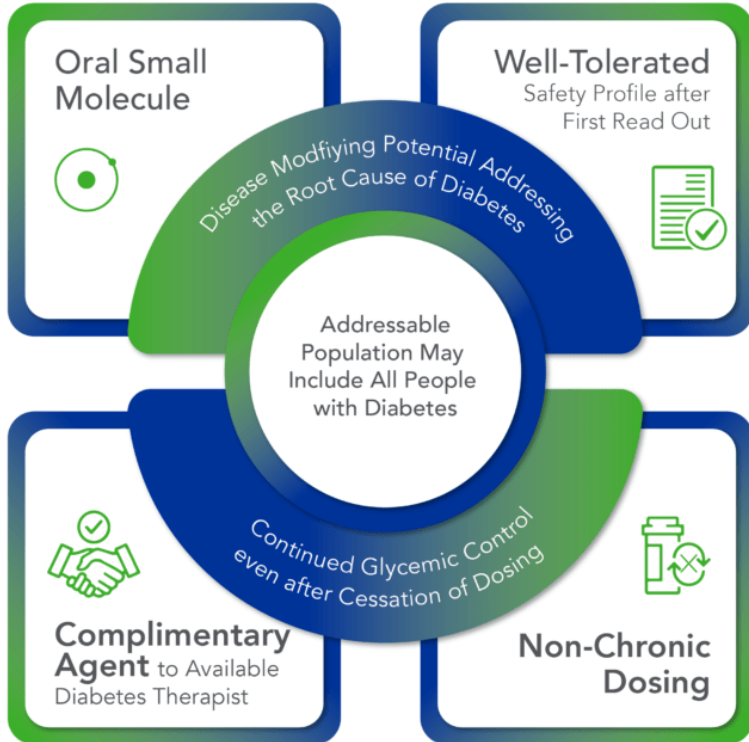 Oral Small
Molecule
Well-Tolerated
Safety Profile after
First Read Out
Disease Modfiying Potential Addressing
the Root Cause of Diabetes
Addressable
Population May
Include All People
with Diabetes
Continued Glycemic Control
even after Cessation of Dosing
Complimentary
Agent to Available
Diabetes Therapist
Non-Chronic
Dosing